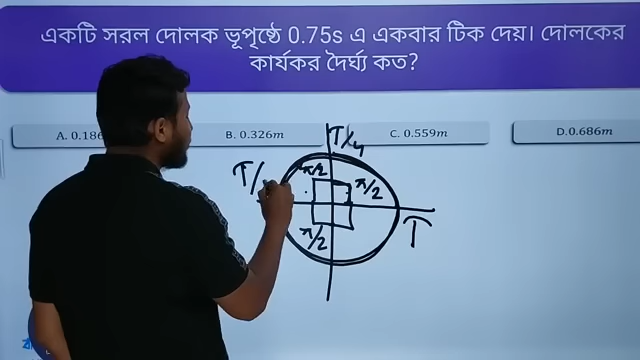 একটি সরল দোলক ভূপৃষ্ঠে 0.75s এ একবার টিক দেয়। দোলকের
কার্যকর দৈর্ঘ্য কত?
A. 0.186
B. 0.326m
C. 0.559m
D.0.686m
T/4
π/2
π/2
T/
T
π/2